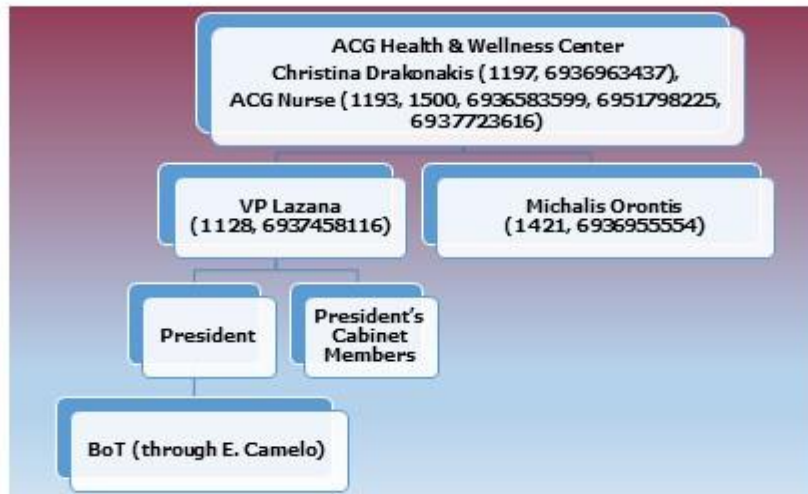 ACG Health & Wellness Center
Christina Drakonakis (1197, 6936963437),
ACG Nurse (1193, 1500, 6936583599, 6951798225,
6937723616)
VP Lazana
(1128, 6937458116)
Michalis Orontis
(1421, 6936955554)
President
President's
Cabinet
Members
BoT (through E. Camelo)